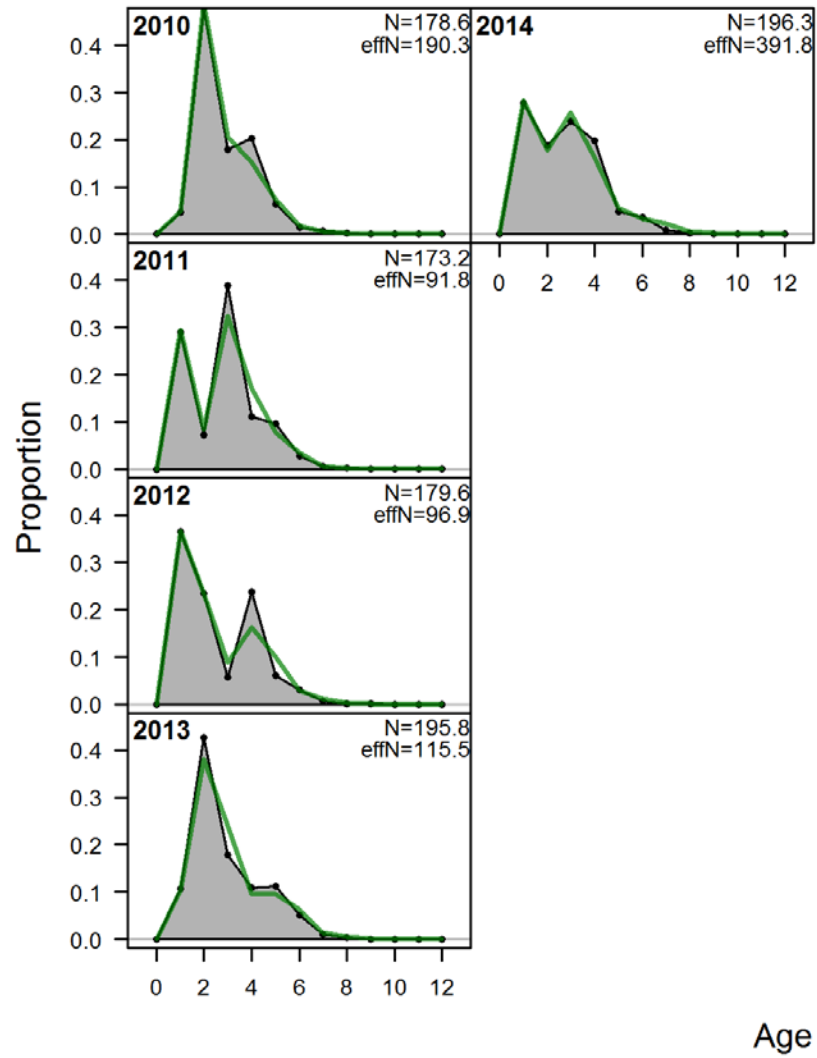 Proportion
2010
N=178.6
effN=190.3
0.4
0.3
0.2
0.1
0.0
2011
N=173.2
effN=91.8
0.4
0.3
0.2
0.1
0.0
2012
N=179.6
effN=96.9
0.4
0.3
0.2
0.1
0.0
2013
N=195.8
effN=115.5
0.4
0.3
0.2
0.1
0.0
0 2 4 6 8 10 12
2014
N=196.3
effN=391.8
0 2 4 6 8 10 12
Age